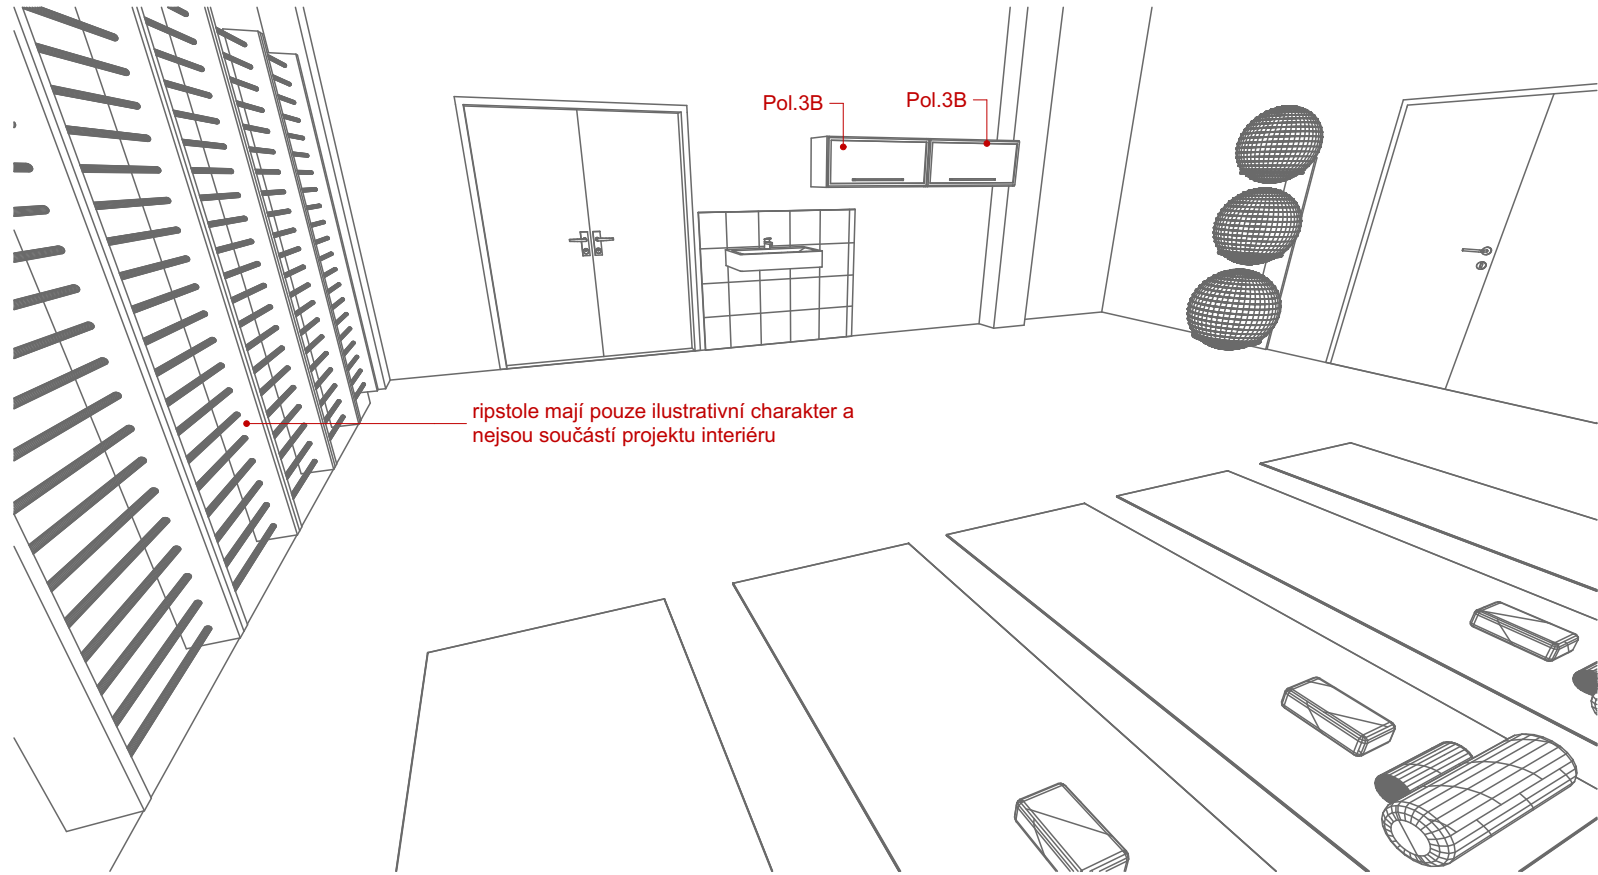 Pol.3B
Pol.3B
ripstole mají pouze ilustrativní charakter a
nejsou součástí projektu interiéru